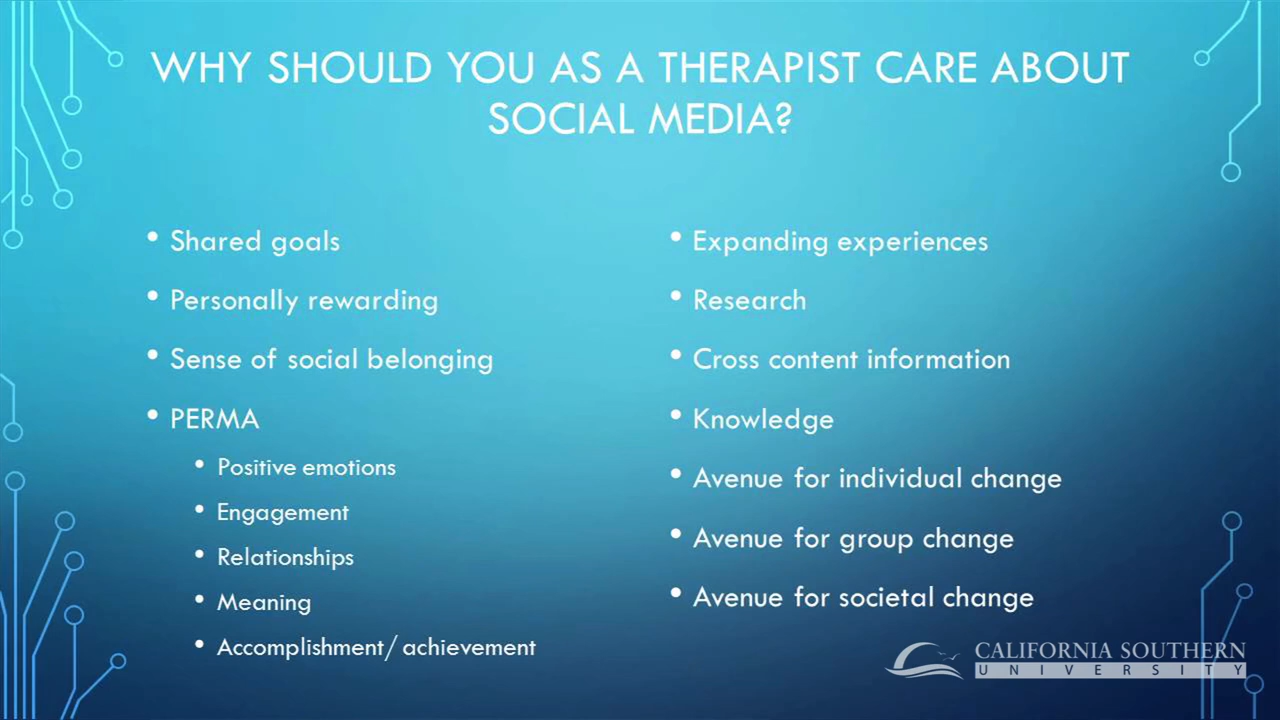 WHY SHOULD YOU AS A THERAPIST CARE ABOUT
SOCIAL MEDIA?
• Shared goals
• Personally rewarding
• Sense of social belonging
• PERMA
• Positive emotions
• Engagement
• Relationships
• Meaning
• Accomplishment/ achievement
• Expanding experiences
• Research
• Cross content information
• Knowledge
• Avenue for individual change
• Avenue for group change
• Avenue for societal change
CALIFORNIA SOUTHERN
UNIVERSITY